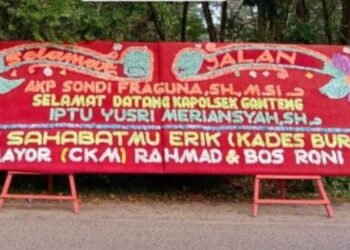 Selamat JALAN
AKP SONDI FRAGUNA, SH., M.SI
SELAMAT DATANG KAPOLSEK GANTENG
IPTU YUSRI MERIANSYAH, SH
SAHABATMU ERIK (KADES BUR
AYOR (CKM) RAHMAD & BOS RONI